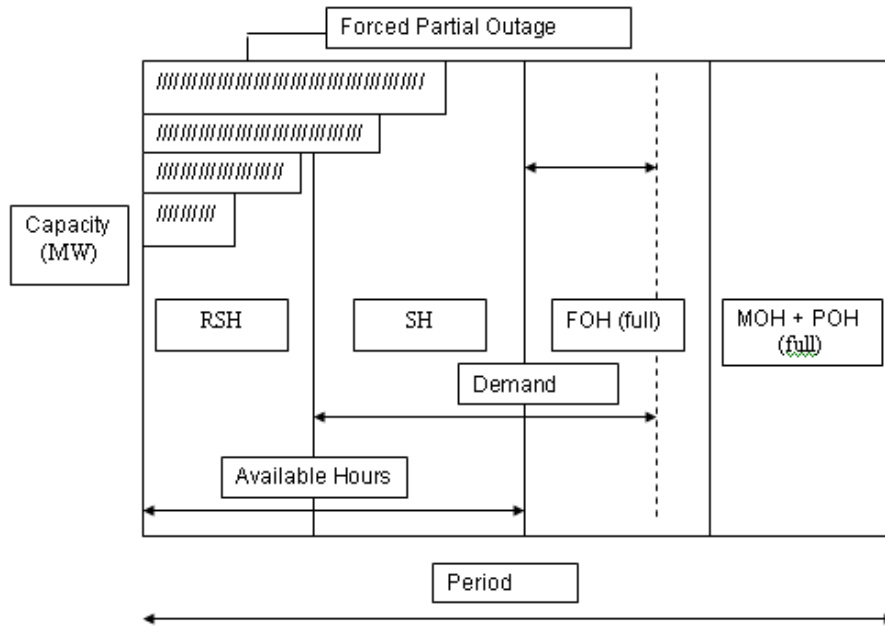 Forced Partial Outage
Capacity
(MW)
RSH
SH
FOH (full)
MOH + POH
(full)
Demand
Available Hours
Period